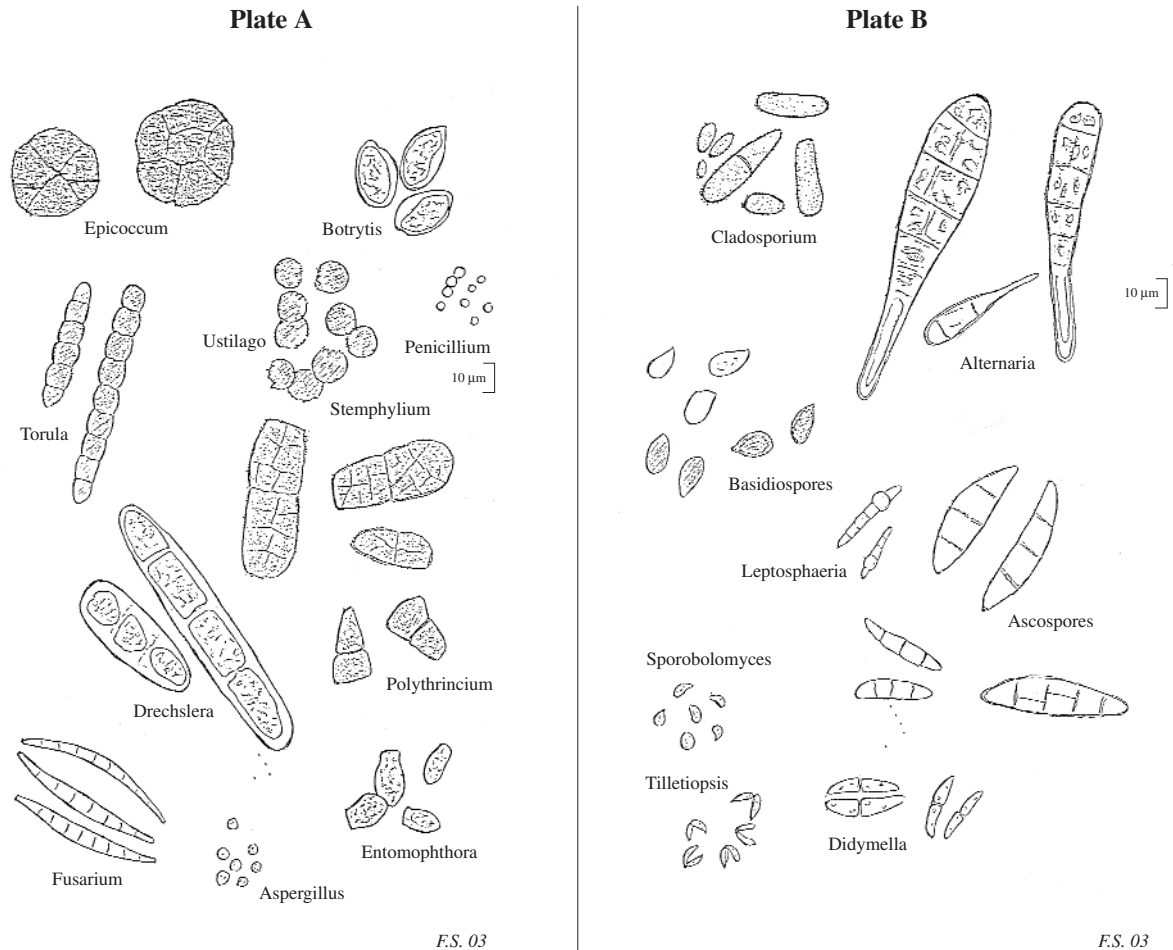 Plate A
Epicoccum
Botrytis
Ustilago
Penicillium
10 µm
Stemphylium
Torula
Polythrincium
Drechslera
Entomophthora
Fusarium
Aspergillus
F.S. 03
Plate B
Cladosporium
10 µm
Alternaria
Basidiospores
Leptosphaeria
Ascospores
Sporobolomyces
Tilletiopsis
Didymella
F.S. 03